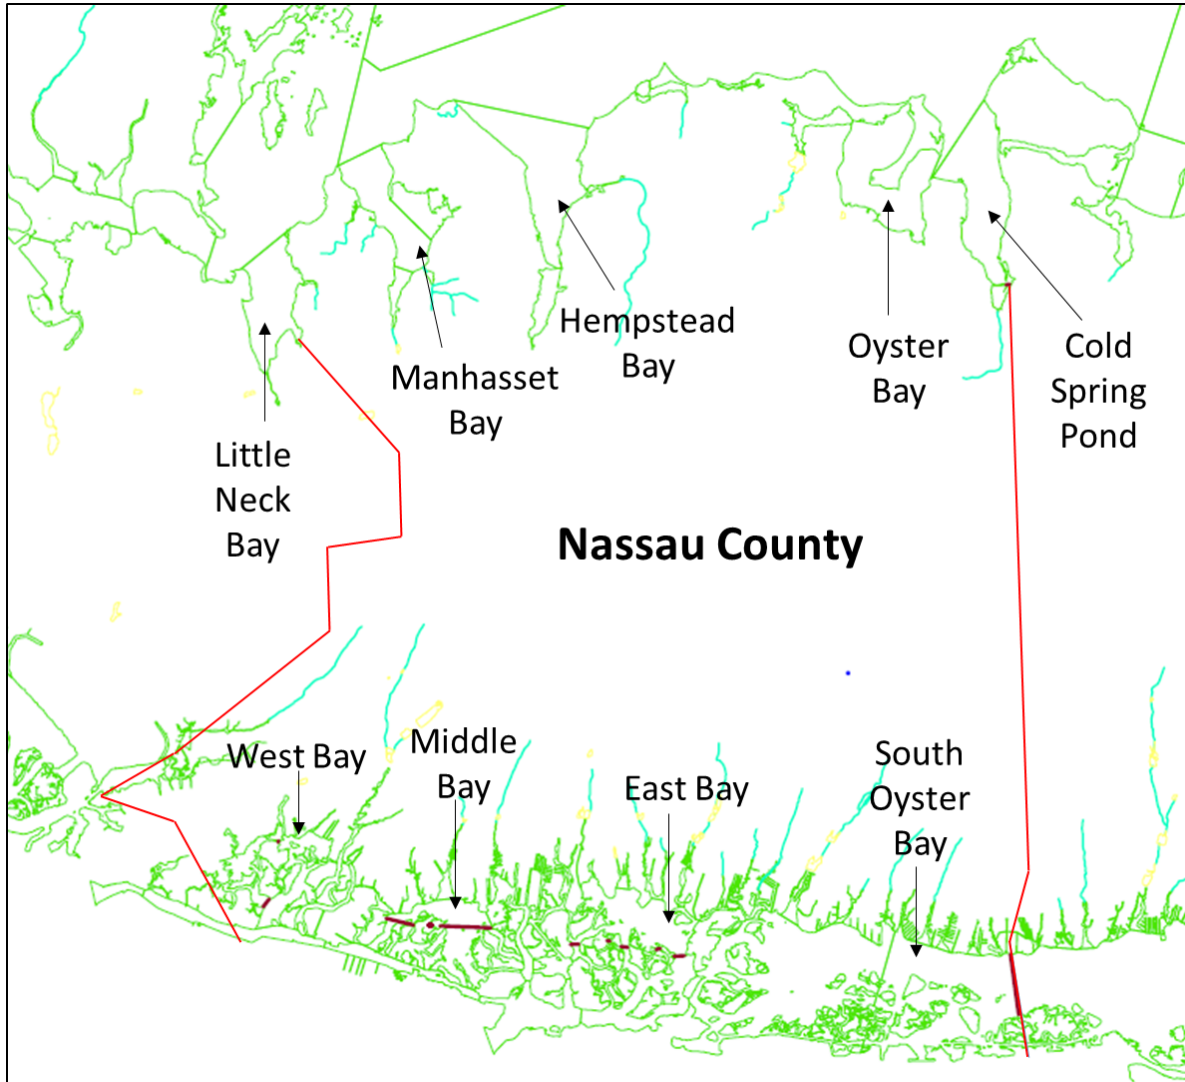 Hempstead
Bay
Oyster
Bay
Cold
Spring
Pond
Manhasset
Bay
Little
Neck
Bay
Nassau County
West Bay
Middle
Bay
East Bay
South
Oyster
Bay